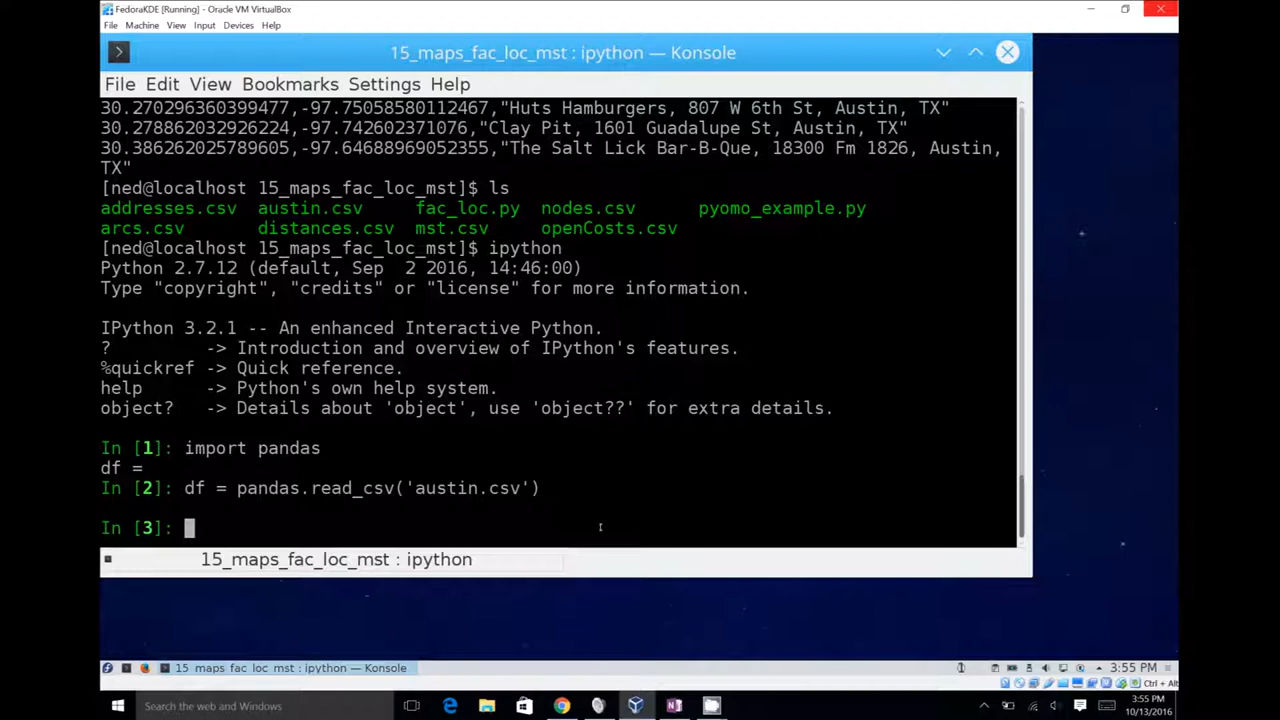 FedoraKDE [Running] - Oracle VM VirtualBox
File Machine View Input Devices Help
15_maps_fac_loc_mst : ipython — Konsole
File Edit View Bookmarks Settings Help
30.270296360399477,-97.75058580112467,"Huts Hamburgers, 807 W 6th St, Austin, TX"
30.278862032926224,-97.742602371076,"Clay Pit, 1601 Guadalupe St, Austin, TX"
30.386262025789605,-97.64688969052355,"The Salt Lick Bar-B-Que, 18300 Fm 1826, Austin,
TX"
[ned@localhost 15_maps_fac_loc_mst]$ ls
addresses.csv austin.csv fac_loc.py nodes.csv pyomo_example.py
arcs.csv distances.csv mst.csv openCosts.csv
[ned@localhost 15_maps_fac_loc_mst]$ ipython
Python 2.7.12 (default, Sep 2 2016, 14:46:00)
Type "copyright", "credits" or "license" for more information.
IPython 3.2.1 -- An enhanced Interactive Python.
? -> Introduction and overview of IPython's features.
%quickref -> Quick reference.
help -> Python's own help system.
object? -> Details about 'object', use 'object??' for extra details.
In [1]: import pandas
df =
In [2]: df = pandas.read_csv('austin.csv')
In [3]:
15_maps_fac_loc_mst : ipython
15_maps_fac_loc_mst : ipython — Konsole
3:55 PM
Ctrl + Alt
Search the web and Windows
3:55 PM
10/13/2016